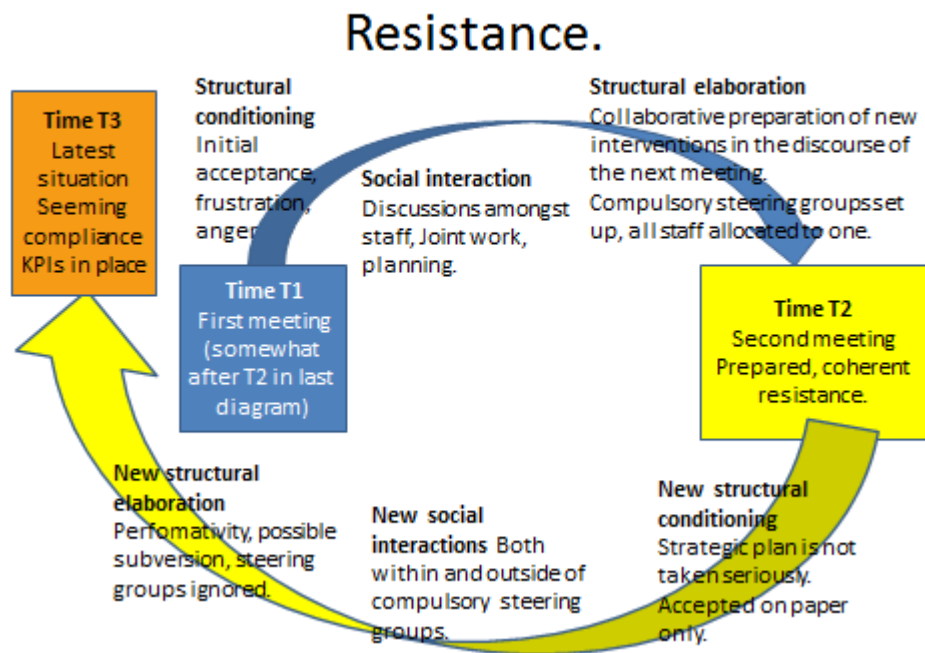 Resistance.
Time T3
Latest
situation
Seeming
compliance
KPIs in place
Structural
conditioning
Initial
acceptance,
frustration,
anger
Social interaction
Discussions amongst
staff, Joint work,
planning.
Structural elaboration
Collaborative preparation of new
interventions in the discourse of
the next meeting.
Compulsory steering groups set
up, all staff allocated to one.
Time T1
First meeting
(somewhat
after T2 in last
diagram)
Time T2
Second meeting
Prepared, coherent
resistance.
New structural
elaboration
Perfomativity, possible
subversion, steering
groups ignored.
New social
interactions Both
within and outside of
compulsory steering
groups.
New structural
conditioning
Strategic plan is not
taken seriously.
Accepted on paper
only.